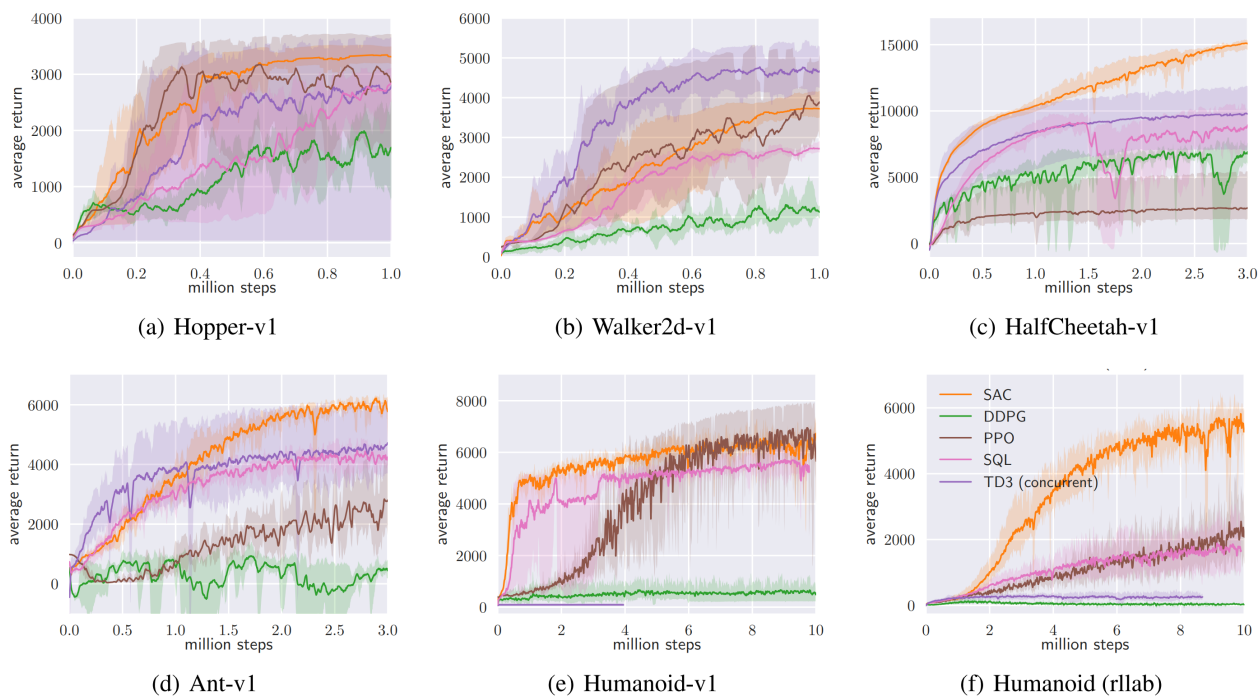 4000
3000
2000
1000
0
average return
0.0 0.2 0.4 0.6 0.8 1.0
million steps
(a) Hopper-v1
6000
5000
4000
3000
2000
1000
0
average return
0.0 0.2 0.4 0.6 0.8 1.0
million steps
(b) Walker2d-v1
15000
10000
5000
0
average return
0.0 0.5 1.0 1.5 2.0 2.5 3.0
million steps
(c) HalfCheetah-v1
6000
4000
2000
0
average return
0.0 0.5 1.0 1.5 2.0 2.5 3.0
million steps
(d) Ant-v1
8000
6000
4000
2000
0
average return
0 2 4 6 8 10
million steps
(e) Humanoid-v1
6000
4000
2000
0
average return
SAC
DDPG
PPO
SQL
TD3 (concurrent)
0 2 4 6 8 10
million steps
(f) Humanoid (rllab)